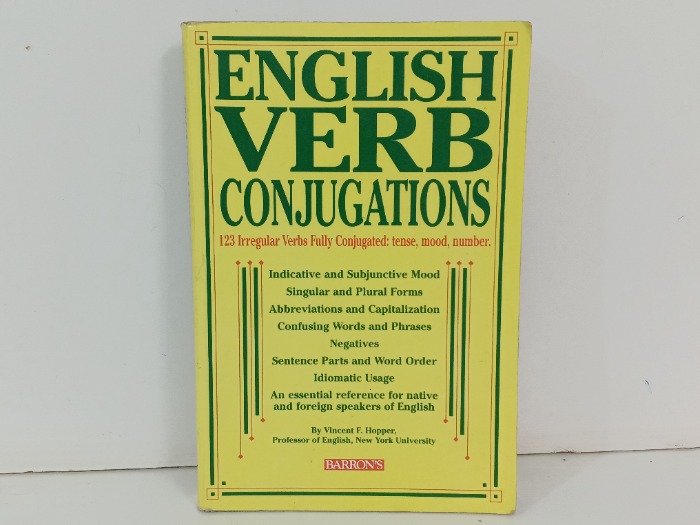 ENGLISH
VERB
CONJUGATIONS
123 Irregular Verbs Fully Conjugated: tense, mood, number.
Indicative and Subjunctive Mood
Singular and Plural Forms
Abbreviations and Capitalization
Confusing Words and Phrases
Negatives
Sentence Parts and Word Order
Idiomatic Usage
An essential reference for native
and foreign speakers of English
By Vincent F. Hopper,
Professor of English, New York University
BARRON'S